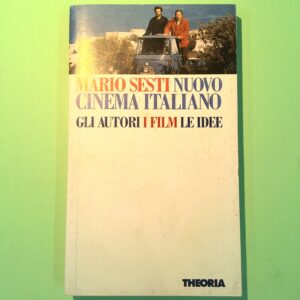 MARIO SESTI NUOVO
CINEMA ITALIANO
GLI AUTORI I FILM LE IDEE
THEORIA